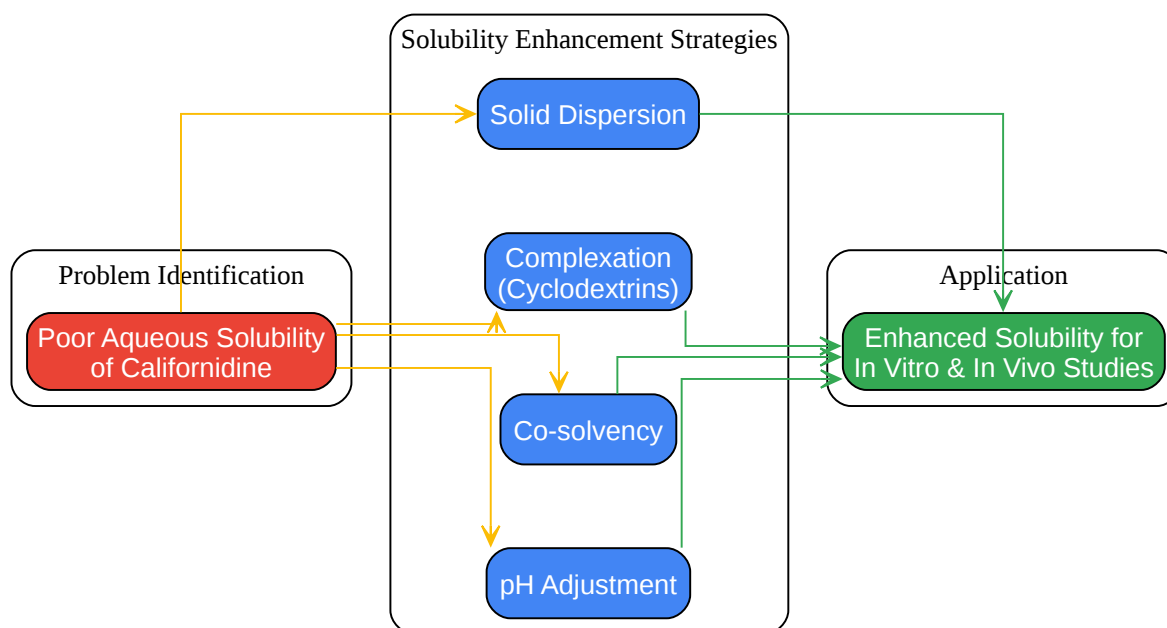 Solubility Enhancement Strategies
Solid Dispersion
Problem Identification
Poor Aqueous Solubility
of Californidine
Complexation
(Cyclodextrins)
Co-solvency
pH Adjustment
Application
Enhanced Solubility for
In Vitro & In Vivo Studies